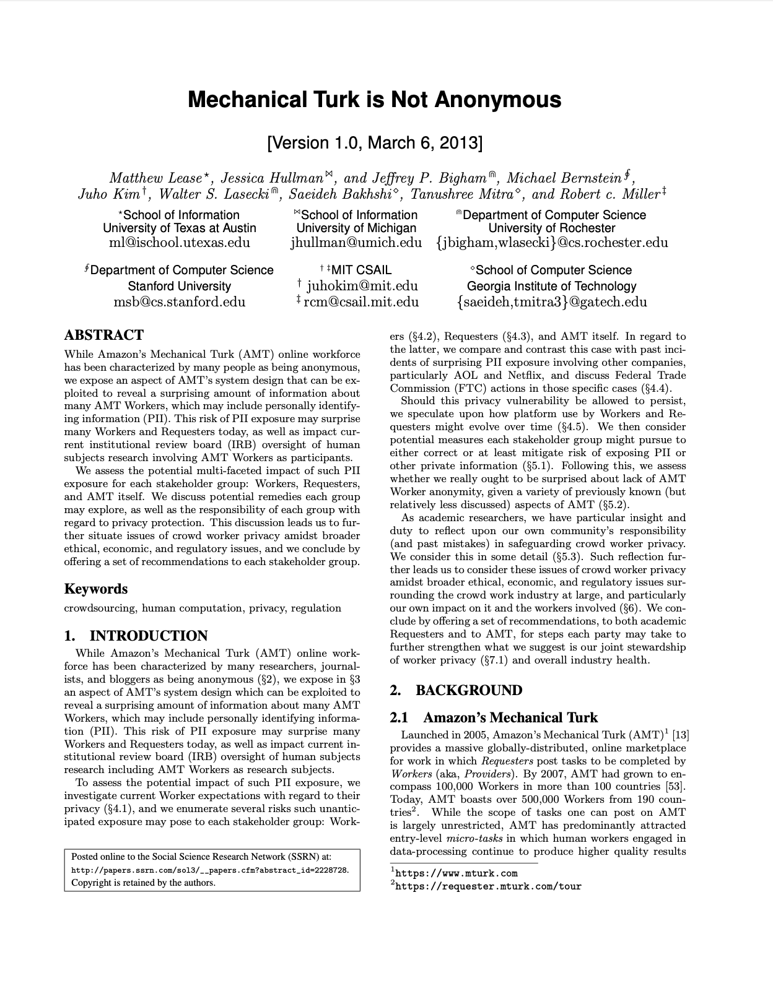 Mechanical Turk is Not Anonymous
[Version 1.0, March 6, 2013]
Matthew Lease⋆, Jessica Hullman⋈, and Jeffrey P. Bigham⋒, Michael Bernstein∮,
Juho Kim†, Walter S. Lasecki⋒, Saeideh Bakhshi⋄, Tanushree Mitra⋄, and Robert c. Miller‡
⋆School of Information
University of Texas at Austin
ml@ischool.utexas.edu
⋈School of Information
University of Michigan
jhullman@umich.edu
⋒Department of Computer Science
University of Rochester
{jbigham,wlasecki}@cs.rochester.edu
∮Department of Computer Science
Stanford University
msb@cs.stanford.edu
† ‡MIT CSAIL
† juhokim@mit.edu
‡ rcm@csail.mit.edu
⋄School of Computer Science
Georgia Institute of Technology
{saeideh,tmitra3}@gatech.edu
ABSTRACT
While Amazon's Mechanical Turk (AMT) online workforce
has been characterized by many people as being anonymous,
we expose an aspect of AMT's system design that can be ex-
ploited to reveal a surprising amount of information about
many AMT Workers, which may include personally identify-
ing information (PII). This risk of PII exposure may surprise
many Workers and Requesters today, as well as impact cur-
rent institutional review board (IRB) oversight of human
subjects research involving AMT Workers as participants.
We assess the potential multi-faceted impact of such PII
exposure for each stakeholder group: Workers, Requesters,
and AMT itself. We discuss potential remedies each group
may explore, as well as the responsibility of each group with
regard to privacy protection. This discussion leads us to fur-
ther situate issues of crowd worker privacy amidst broader
ethical, economic, and regulatory issues, and we conclude by
offering a set of recommendations to each stakeholder group.
Keywords
crowdsourcing, human computation, privacy, regulation
1. INTRODUCTION
While Amazon's Mechanical Turk (AMT) online work-
force has been characterized by many researchers, journal-
ists, and bloggers as being anonymous (§2), we expose in §3
an aspect of AMT's system design which can be exploited to
reveal a surprising amount of information about many AMT
Workers, which may include personally identifying informa-
tion (PII). This risk of PII exposure may surprise many
Workers and Requesters today, as well as impact current in-
stitutional review board (IRB) oversight of human subjects
research including AMT Workers as research subjects.
To assess the potential impact of such PII exposure, we
investigate current Worker expectations with regard to their
privacy (§4.1), and we enumerate several risks such unantic-
ipated exposure may pose to each stakeholder group: Work-
Posted online to the Social Science Research Network (SSRN) at:
http://papers.ssrn.com/sol3/__papers.cfm?abstract_id=2228728.
Copyright is retained by the authors.
ers (§4.2), Requesters (§4.3), and AMT itself. In regard to
the latter, we compare and contrast this case with past inci-
dents of surprising PII exposure involving other companies,
particularly AOL and Netflix, and discuss Federal Trade
Commission (FTC) actions in those specific cases (§4.4).
Should this privacy vulnerability be allowed to persist,
we speculate upon how platform use by Workers and Re-
questers might evolve over time (§4.5). We then consider
potential measures each stakeholder group might pursue to
either correct or at least mitigate risk of exposing PII or
other private information (§5.1). Following this, we assess
whether we really ought to be surprised about lack of AMT
Worker anonymity, given a variety of previously known (but
relatively less discussed) aspects of AMT (§5.2).
As academic researchers, we have particular insight and
duty to reflect upon our own community's responsibility
(and past mistakes) in safeguarding crowd worker privacy.
We consider this in some detail (§5.3). Such reflection fur-
ther leads us to consider these issues of crowd worker privacy
amidst broader ethical, economic, and regulatory issues sur-
rounding the crowd work industry at large, and particularly
our own impact on it and the workers involved (§6). We con-
clude by offering a set of recommendations, to both academic
Requesters and to AMT, for steps each party may take to
further strengthen what we suggest is our joint stewardship
of worker privacy (§7.1) and overall industry health.
2. BACKGROUND
2.1 Amazon's Mechanical Turk
Launched in 2005, Amazon's Mechanical Turk (AMT)1 [13]
provides a massive globally-distributed, online marketplace
for work in which Requesters post tasks to be completed by
Workers (aka, Providers). By 2007, AMT had grown to en-
compass 100,000 Workers in more than 100 countries [53].
Today, AMT boasts over 500,000 Workers from 190 coun-
tries2. While the scope of tasks one can post on AMT
is largely unrestricted, AMT has predominantly attracted
entry-level micro-tasks in which human workers engaged in
data-processing continue to produce higher quality results
1https://www.mturk.com
2https://requester.mturk.com/tour